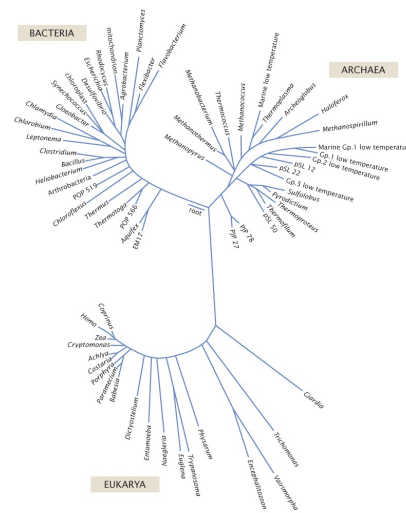 BACTERIA
Planctomyces
Flavobacterium
Flexibacter
mitochondrion
Agrobacterium
Rhodocyclus
Escherichia
Desulfovibrio
chloroplast
Synechococcus
Gloeobacter
Chlamydia
Chlorobium
Leptonema
Clostridium
Bacillus
Heliobacterium
Arthrobacteria
POP S19
Chloroflexus
Thermus
Thermotoga
POP S66
Aquifex
EM17
root
ARCHAEA
Methanobacterium
Thermococcus
Methanococcus
Marine low temperature
Thermoplasma
Archeoglobus
Haloferox
Methanothermus
Methanopyrus
Methanospirillum
Marine Gp.1 low temperatu
Gp.1 low temperature
pSL 12
Gp.2 low temperature
pSL 22
Gp.3 low temperature
Sulfolobus
Pyrodictium
Thermoproteus
Thermofilum
pSL 50
PJP 78
PJP 27
Coprinus
Homo
Zea
Cryptomonas
Achlya
Costaria
Porphyra
Paramecium
Babesia
Dictyostelium
Entamoeba
Naegleria
Englena
Trypanosoma
Physarum
Encephalitozoon
Vairimorpha
Trichomonas
Giardia
EUKARYA